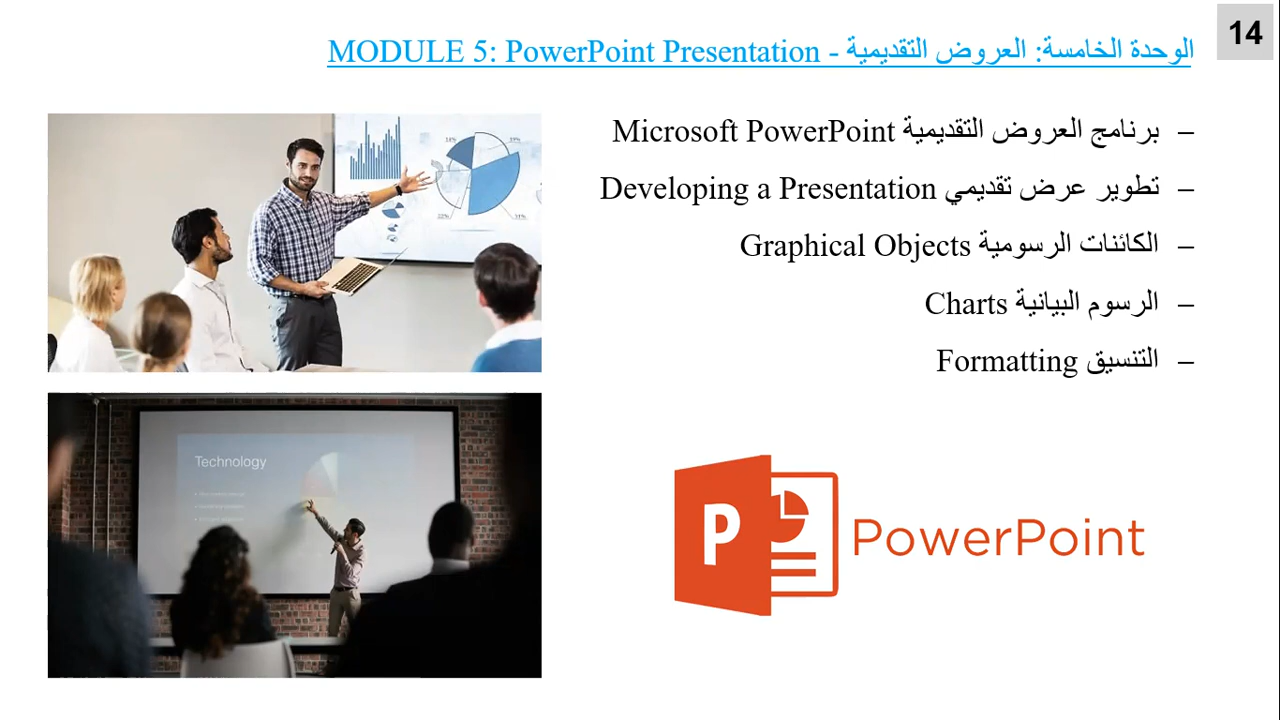 14
الوحدة الخامسة: العروض التقديمية - MODULE 5: PowerPoint Presentation
– برنامج العروض التقديمية Microsoft PowerPoint
– تطوير عرض تقديمي Developing a Presentation
– الكائنات الرسومية Graphical Objects
– الرسوم البيانية Charts
– التنسيق Formatting
Technology
P PowerPoint